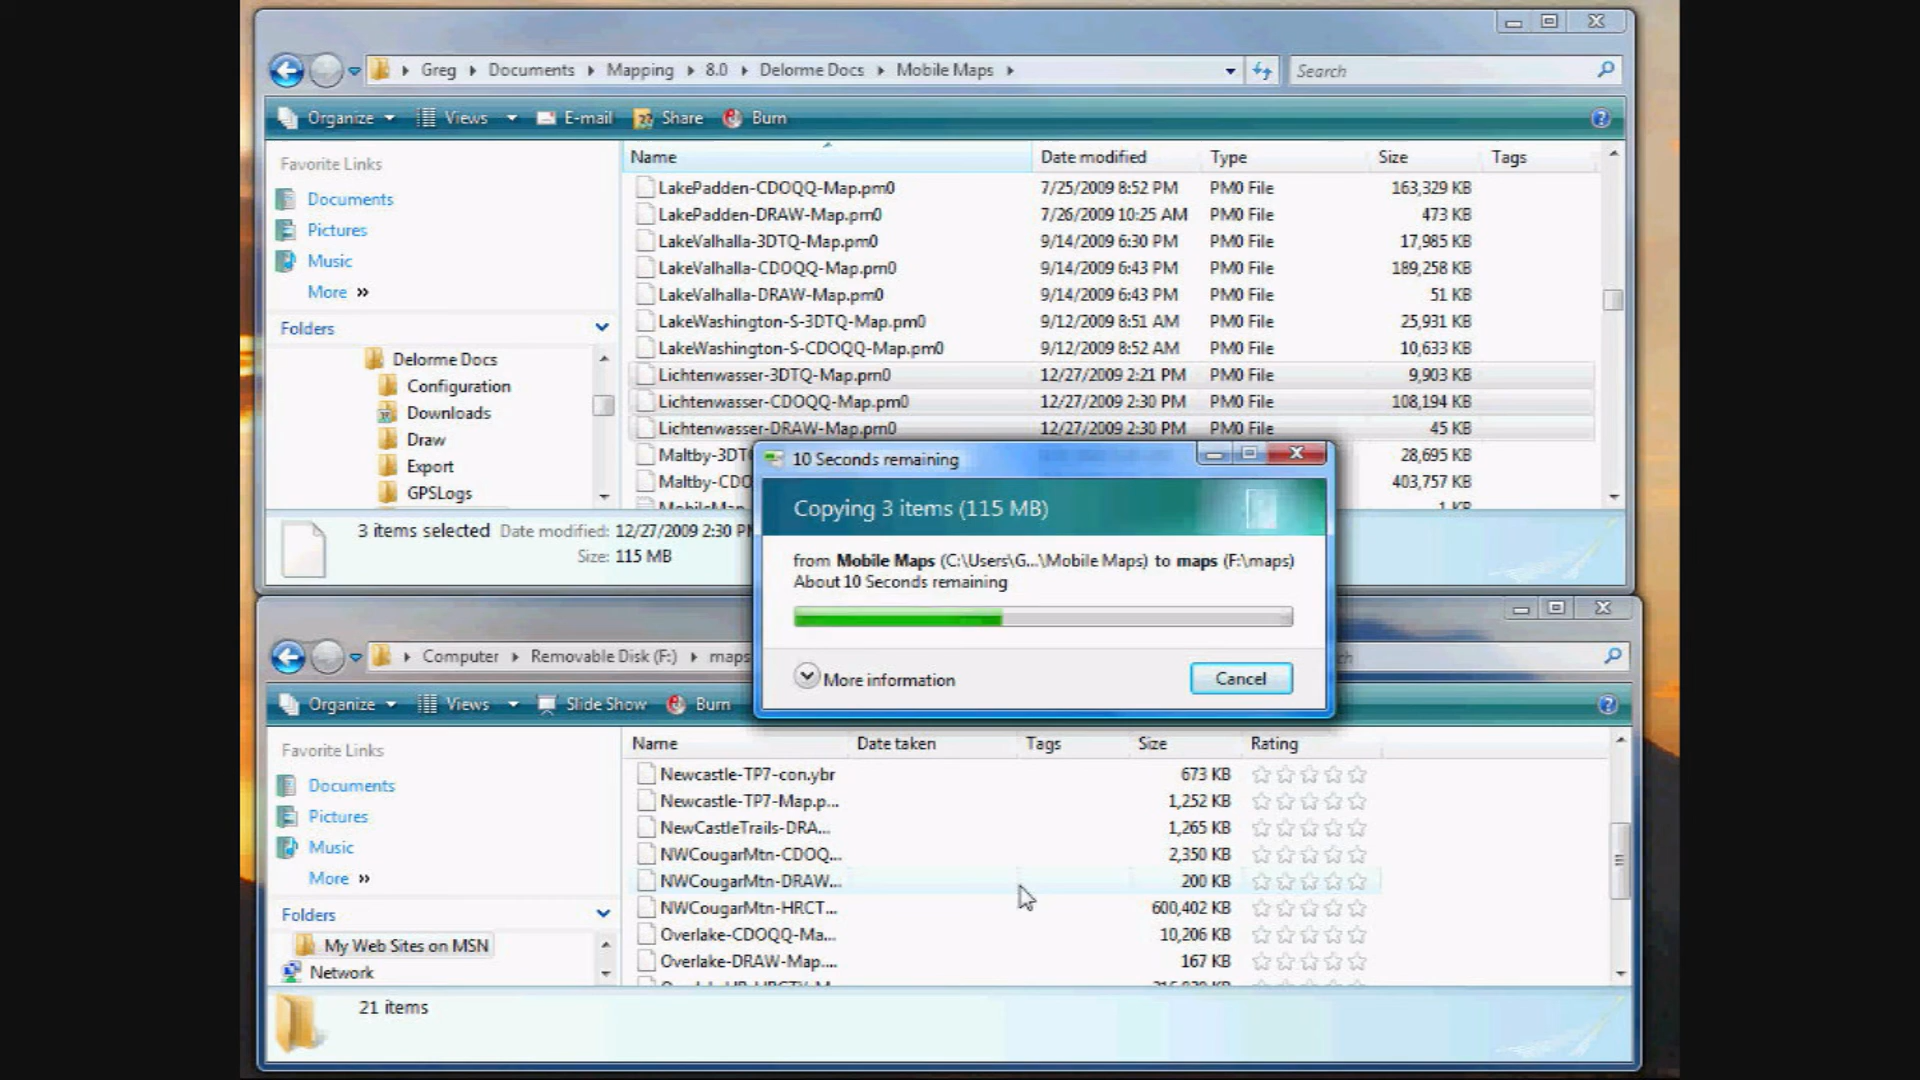 Greg Documents Mapping 8.0 Delorme Docs Mobile Maps Search
Organize Views E-mail Share Burn
Favorite Links
Documents
Pictures
Music
More »
Folders
Delorme Docs
Configuration
Downloads
Draw
Export
GPSLogs
Name Date modified Type Size Tags
LakePadden-CDOQQ-Map.pm0 7/25/2009 8:52 PM PM0 File 163,329 KB
LakePadden-DRAW-Map.pm0 7/26/2009 10:25 AM PM0 File 473 KB
LakeValhalla-3DTQ-Map.pm0 9/14/2009 6:30 PM PM0 File 17,985 KB
LakeValhalla-CDOQQ-Map.pm0 9/14/2009 6:43 PM PM0 File 189,258 KB
LakeValhalla-DRAW-Map.pm0 9/14/2009 6:43 PM PM0 File 51 KB
LakeWashington-S-3DTQ-Map.pm0 9/12/2009 8:51 AM PM0 File 25,931 KB
LakeWashington-S-CDOQQ-Map.pm0 9/12/2009 8:52 AM PM0 File 10,633 KB
Lichtenwasser-3DTQ-Map.pm0 12/27/2009 2:21 PM PM0 File 9,903 KB
Lichtenwasser-CDOQQ-Map.pm0 12/27/2009 2:30 PM PM0 File 108,194 KB
Lichtenwasser-DRAW-Map.pm0 12/27/2009 2:30 PM PM0 File 45 KB
Maltby-3DT 28,695 KB
Maltby-CDO 403,757 KB
3 items selected Date modified: 12/27/2009 2:30 PM
Size: 115 MB
10 Seconds remaining
Copying 3 items (115 MB)
from Mobile Maps (C:\Users\G...\Mobile Maps) to maps (F:\maps)
About 10 Seconds remaining
More information Cancel
Computer Removable Disk (F:) maps
Organize Views Slide Show Burn
Favorite Links
Documents
Pictures
Music
More »
Folders
My Web Sites on MSN
Network
Name Date taken Tags Size Rating
Newcastle-TP7-con.ybr 673 KB
Newcastle-TP7-Map.p... 1,252 KB
NewCastleTrails-DRA... 1,265 KB
NWCougarMtn-CDOQ... 2,350 KB
NWCougarMtn-DRAW... 200 KB
NWCougarMtn-HRCT... 600,402 KB
Overlake-CDOQQ-Ma... 10,206 KB
Overlake-DRAW-Map.... 167 KB
21 items